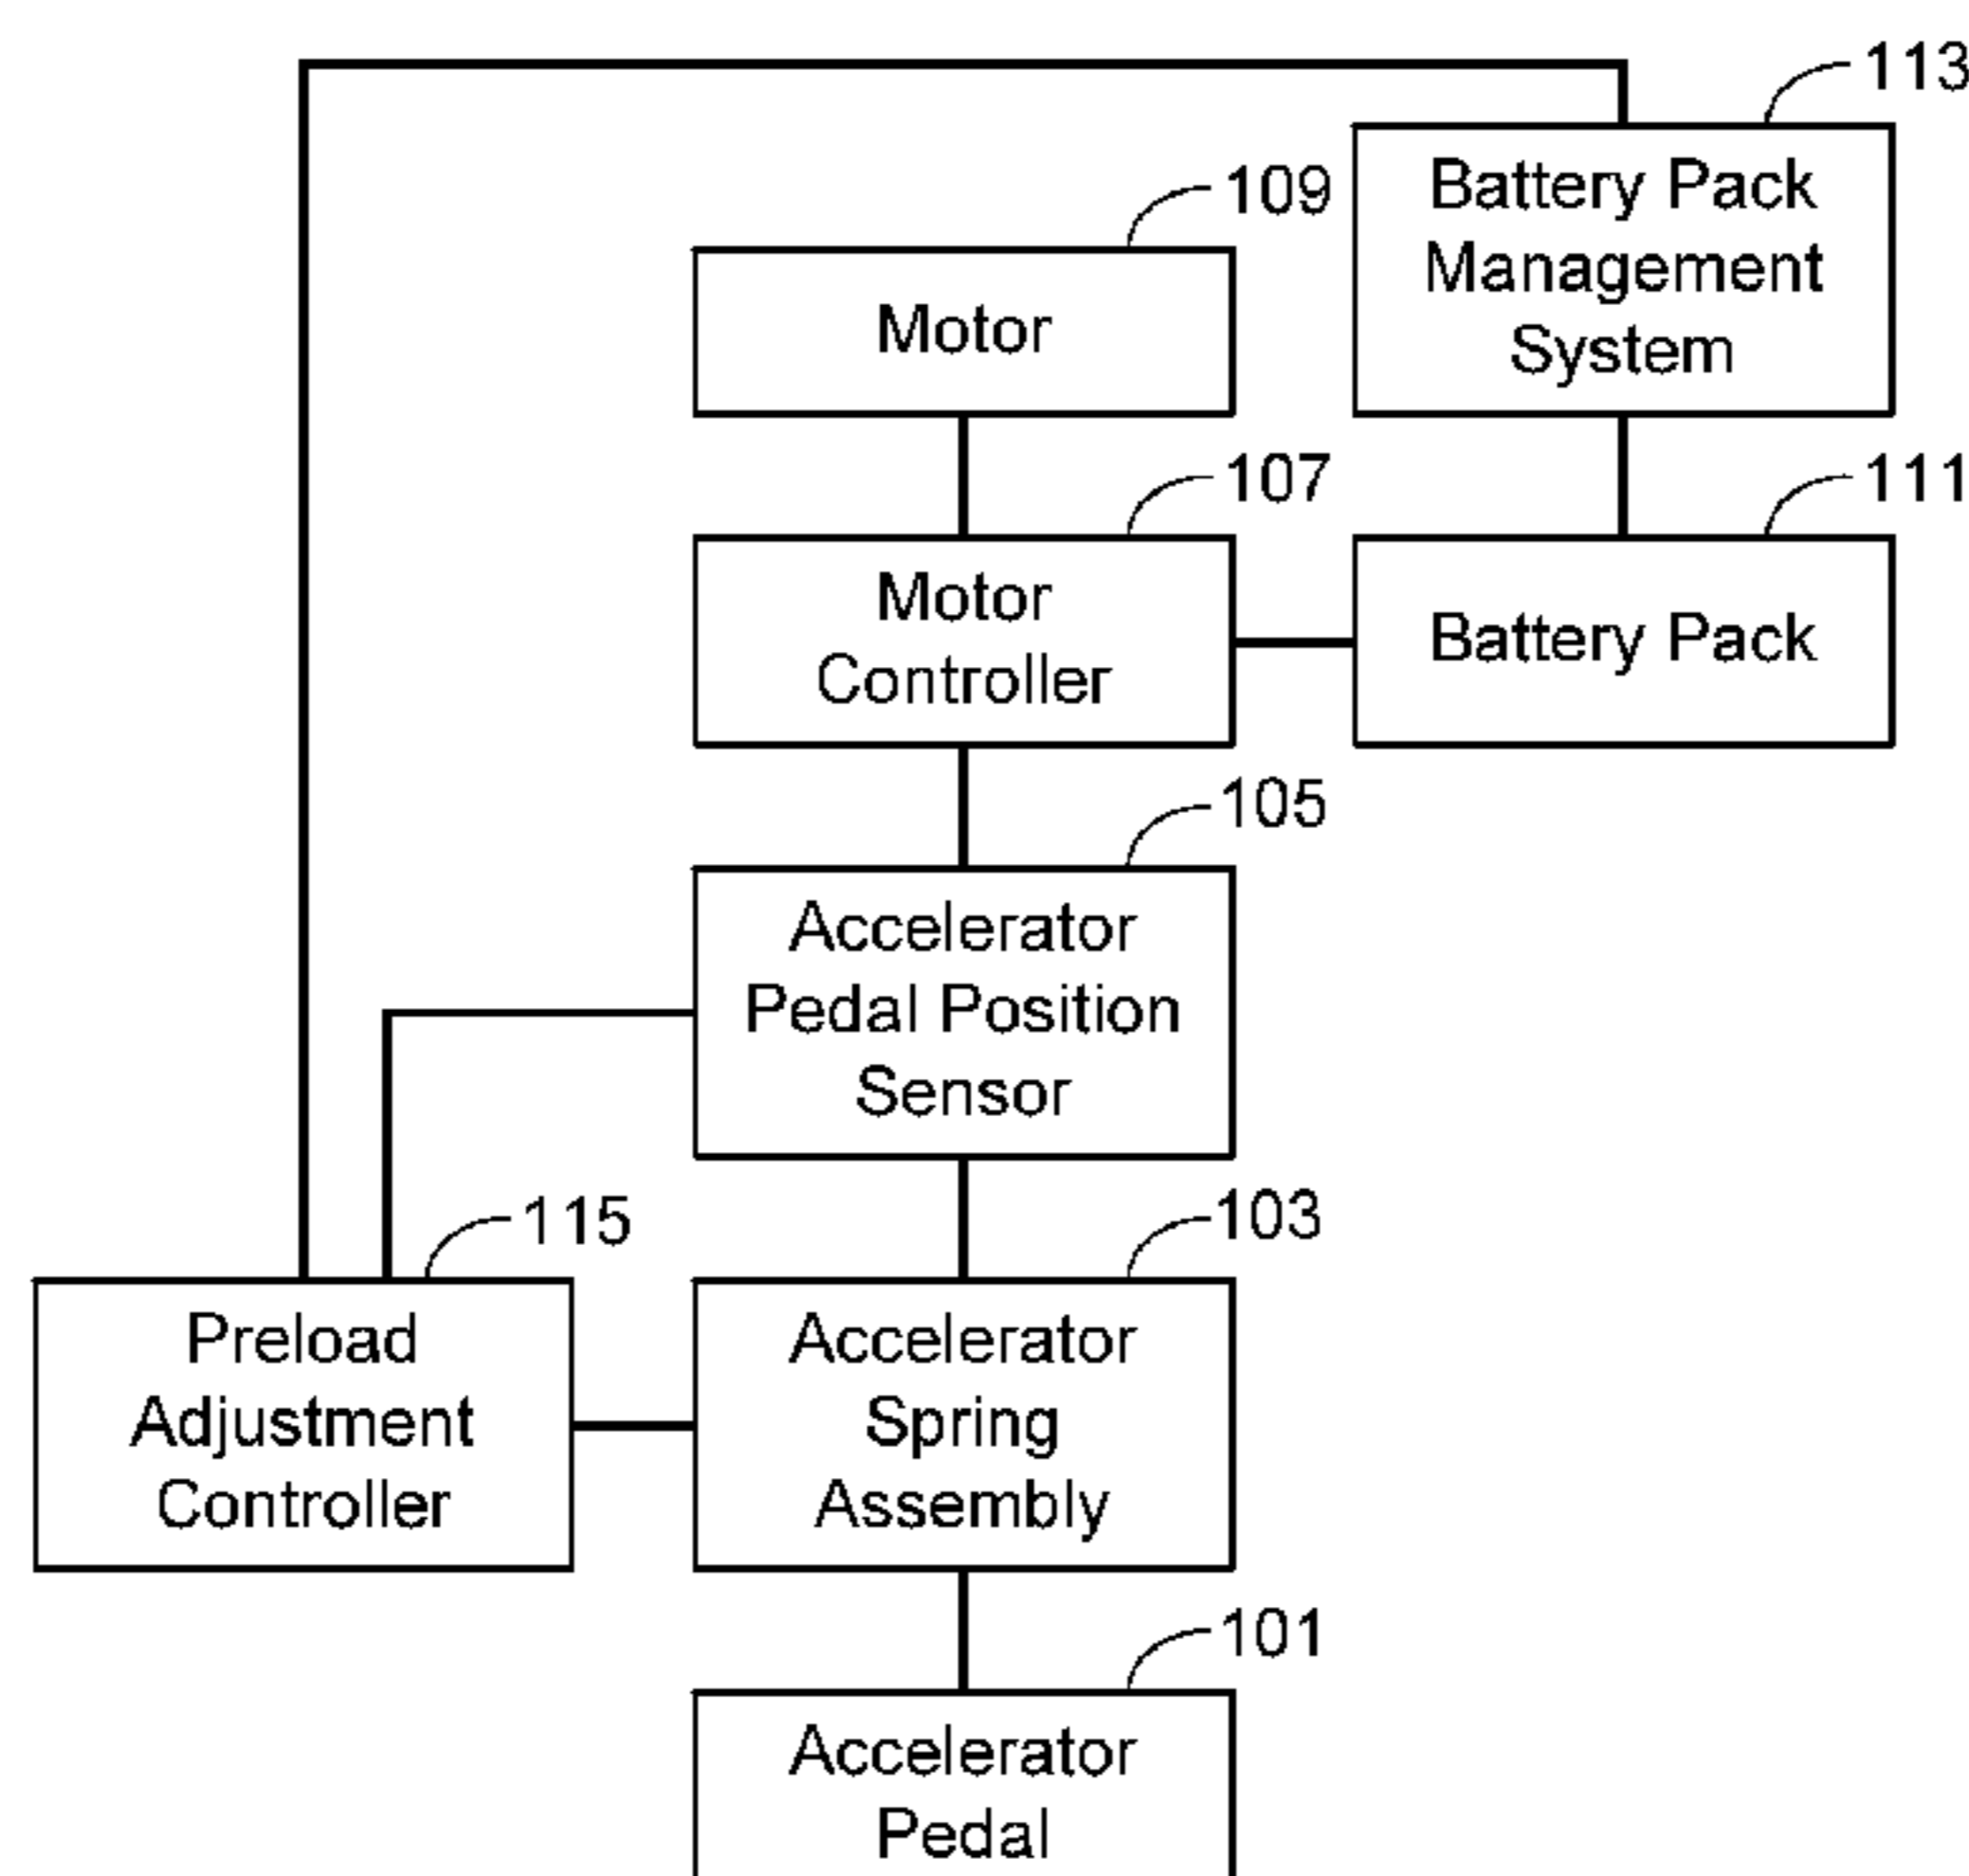 113
Battery Pack
Management
System
109
Motor
107
Motor
Controller
111
Battery Pack
105
Accelerator
Pedal Position
Sensor
115
Preload
Adjustment
Controller
103
Accelerator
Spring
Assembly
101
Accelerator
Pedal